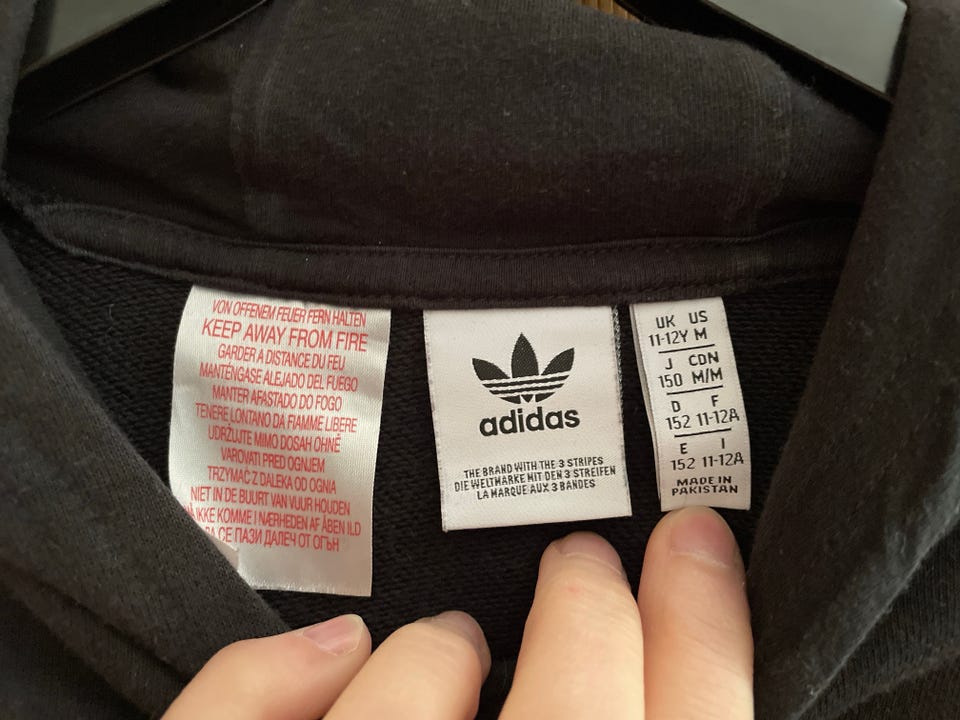 VON OFFENEM FEUER FERN HALTEN
KEEP AWAY FROM FIRE
GARDER A DISTANCE DU FEU
MANTÉNGASE ALEJADO DEL FUEGO
MANTER AFASTADO DO FOGO
TENERE LONTANO DA FIAMME LIBERE
UDRŽUJTE MIMO DOSAH OHNĚ
VAROVATI PRED OGNJEM
TRZYMAĆ Z DALEKA OD OGNIA
NIET IN DE BUURT VAN VUUR HOUDEN
IKKE KOMME I NÆRHEDEN AF ÅBEN ILD
ДА СЕ ПАЗИ ДАЛЕЧ ОТ ОГЪН
adidas
THE BRAND WITH THE 3 STRIPES
DIE WELTMARKE MIT DEN 3 STREIFEN
LA MARQUE AUX 3 BANDES
UK US
11-12Y M
J CDN
150 M/M
D F
152 11-12A
E I
152 11-12A
MADE IN
PAKISTAN